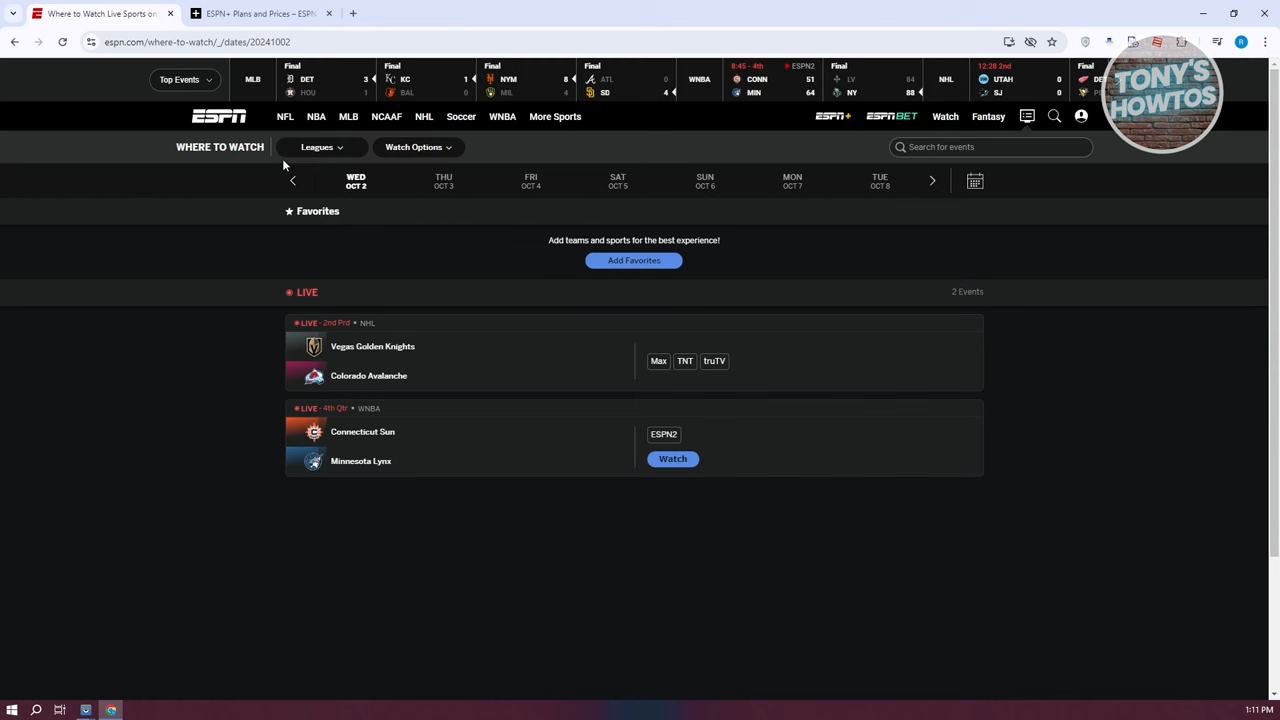 Where to Watch Live Sports on
ESPN+ Plans and Prices – ESPN
espn.com/where-to-watch/_/dates/20241002
R
Top Events
MLB
Final
DET 3
HOU 1
Final
KC 1
BAL 0
Final
NYM 8
MIL 4
Final
ATL 0
SD 4
WNBA
8:45 - 4th ESPN2
CONN 51
MIN 64
Final
LV 84
NY 88
NHL
12:28 2nd
UTAH 0
SJ 0
Final
DET
TONY'S
HOWTOS
ESPN
NFL
NBA
MLB
NCAAF
NHL
Soccer
WNBA
More Sports
ESPN+
ESPN BET
Watch
Fantasy
WHERE TO WATCH
Leagues
Watch Options
Search for events
WED
OCT 2
THU
OCT 3
FRI
OCT 4
SAT
OCT 5
SUN
OCT 6
MON
OCT 7
TUE
OCT 8
Favorites
Add teams and sports for the best experience!
Add Favorites
LIVE
2 Events
LIVE - 2nd Prd • NHL
Vegas Golden Knights
Colorado Avalanche
Max TNT truTV
LIVE - 4th Qtr • WNBA
Connecticut Sun
Minnesota Lynx
ESPN2
Watch
1:11 PM